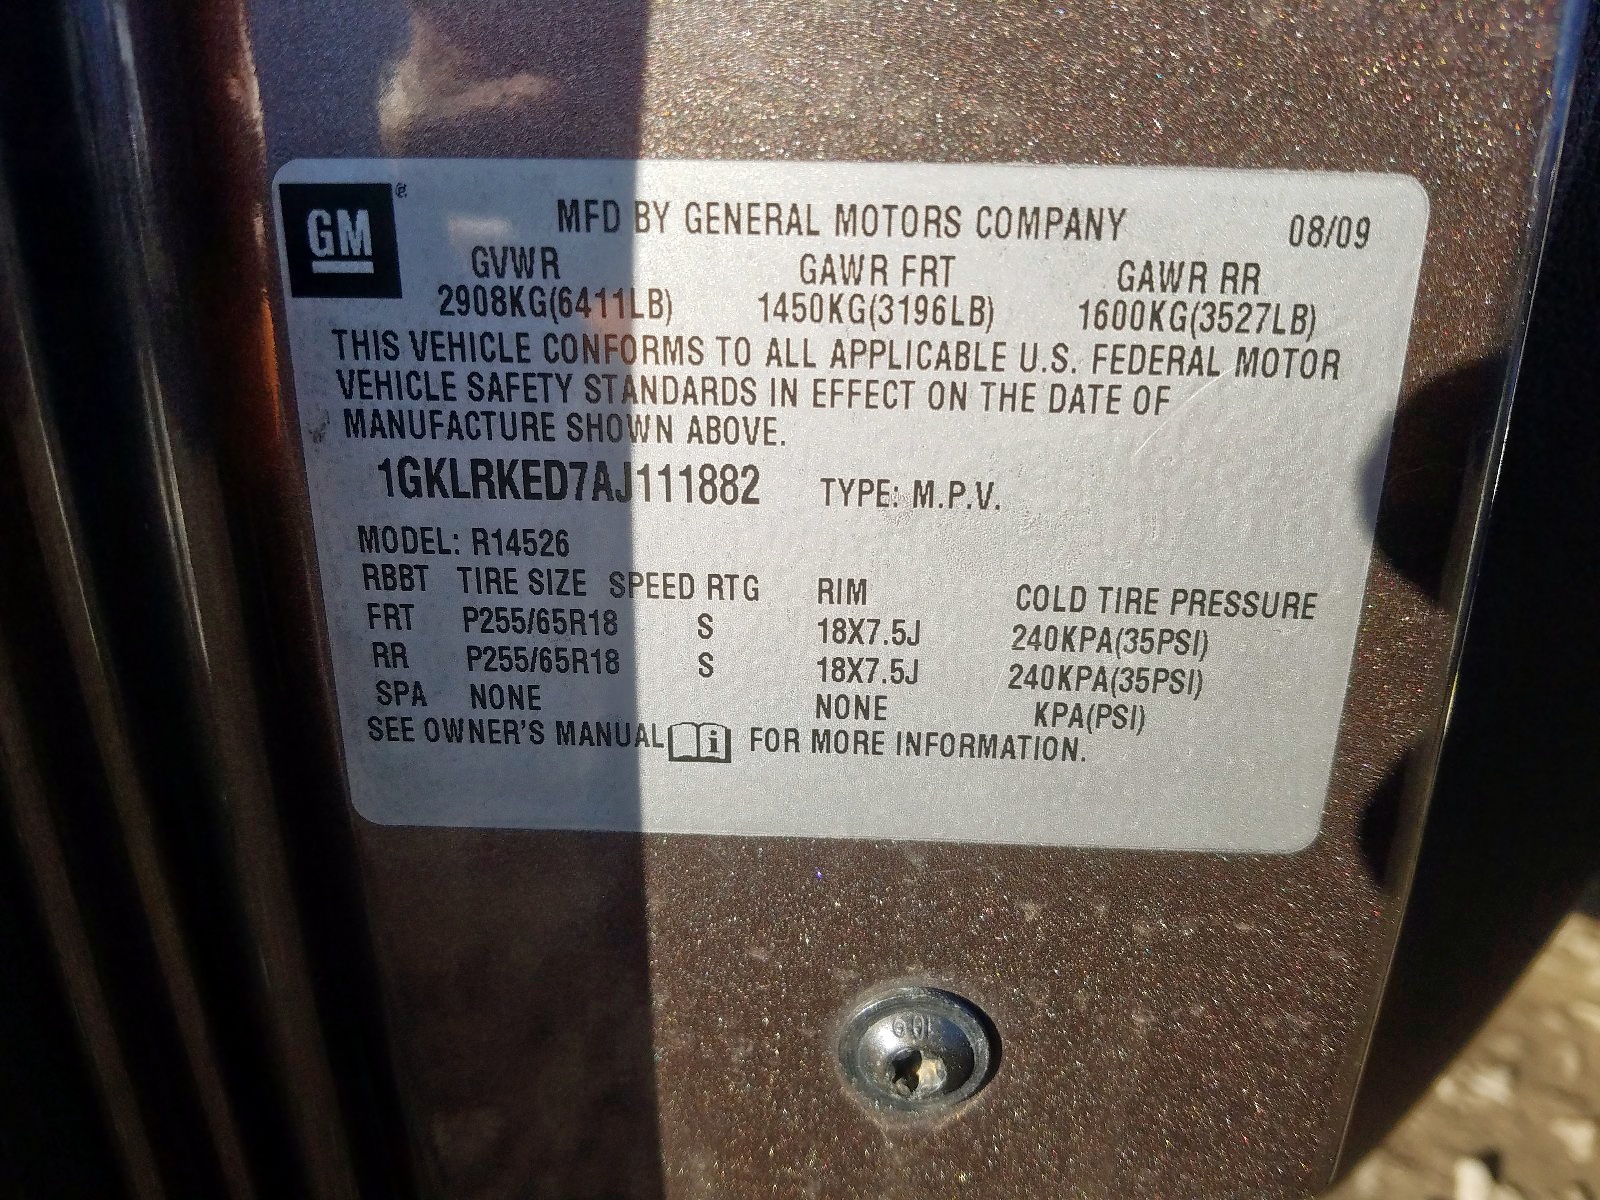 GM ®
MFD BY GENERAL MOTORS COMPANY 08/09
GVWR GAWR FRT GAWR RR
2908KG(6411LB) 1450KG(3196LB) 1600KG(3527LB)
THIS VEHICLE CONFORMS TO ALL APPLICABLE U.S. FEDERAL MOTOR
VEHICLE SAFETY STANDARDS IN EFFECT ON THE DATE OF
MANUFACTURE SHOWN ABOVE.
1GKLRKED7AJ111882 TYPE: M.P.V.
MODEL: R14526
RBBT TIRE SIZE SPEED RTG RIM COLD TIRE PRESSURE
FRT P255/65R18 S 18X7.5J 240KPA(35PSI)
RR P255/65R18 S 18X7.5J 240KPA(35PSI)
SPA NONE NONE KPA(PSI)
SEE OWNER'S MANUAL i FOR MORE INFORMATION.